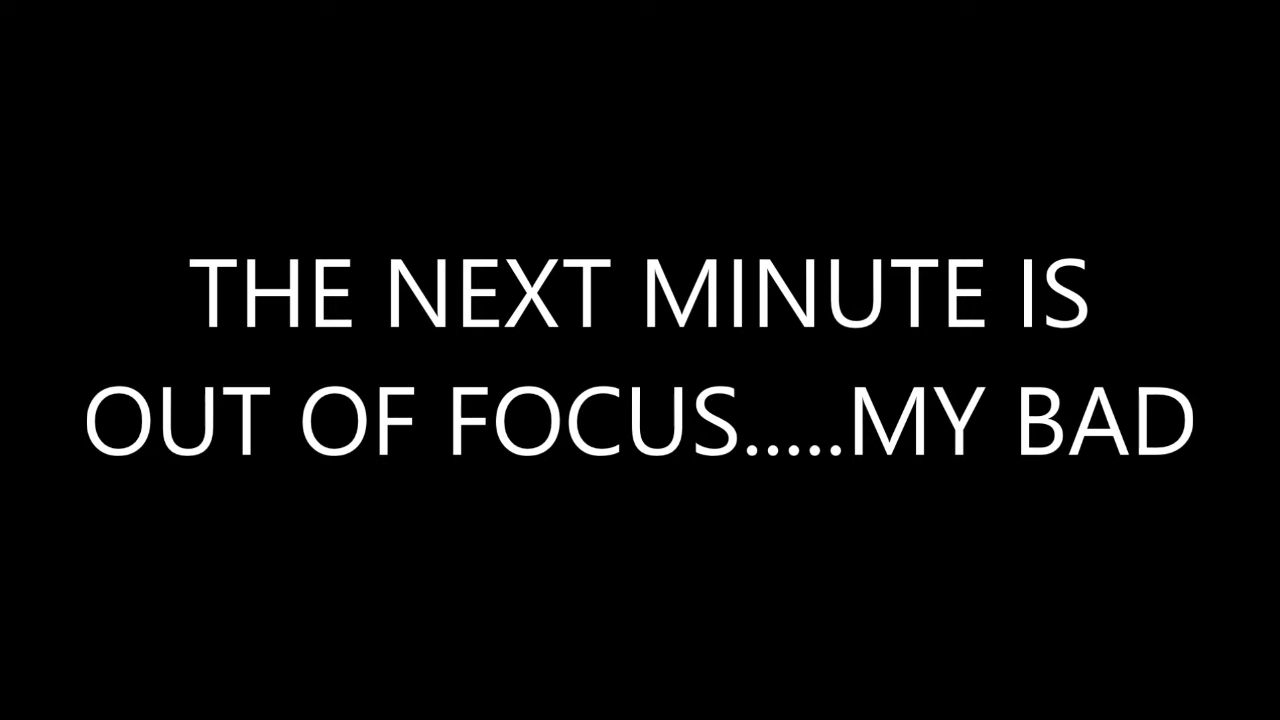 THE NEXT MINUTE IS
OUT OF FOCUS.....MY BAD